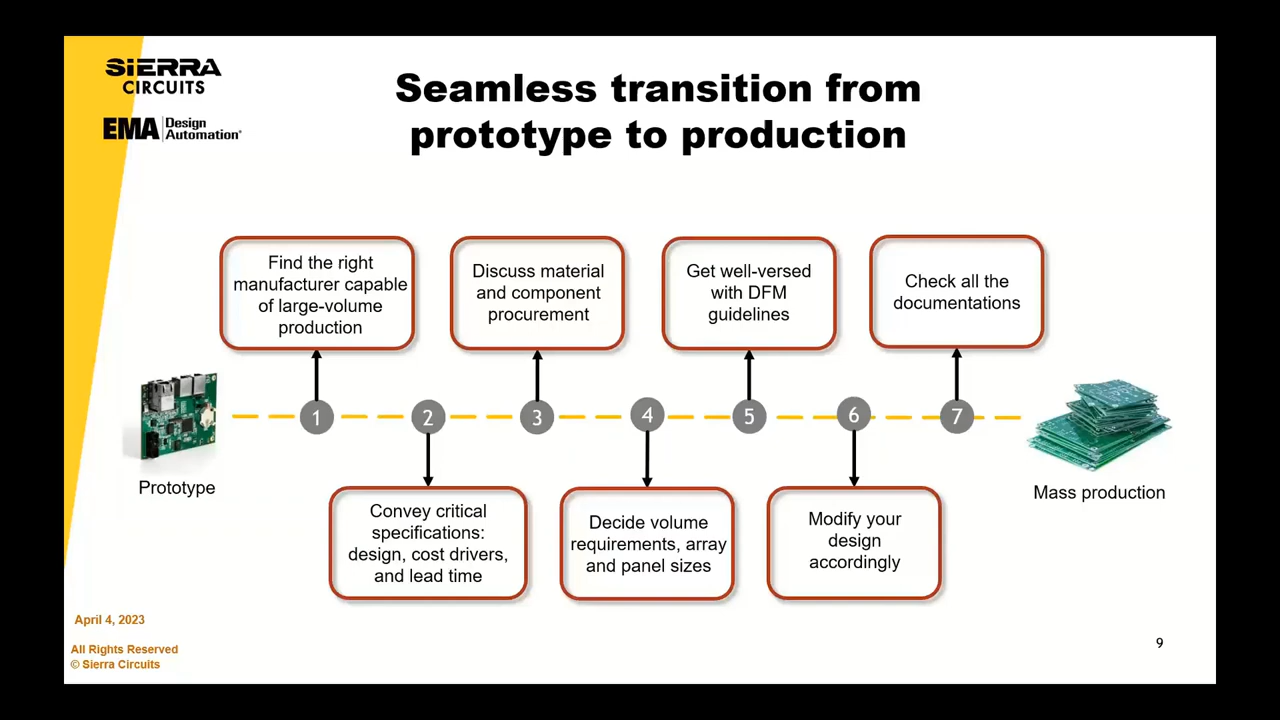 SiERRA
CIRCUITS
EMA Design
Automation®
Seamless transition from
prototype to production
Find the right
manufacturer capable
of large-volume
production
Discuss material
and component
procurement
Get well-versed
with DFM
guidelines
Check all the
documentations
1
2
3
4
5
6
7
Prototype
Mass production
Convey critical
specifications:
design, cost drivers,
and lead time
Decide volume
requirements, array
and panel sizes
Modify your
design
accordingly
April 4, 2023
All Rights Reserved
© Sierra Circuits
9